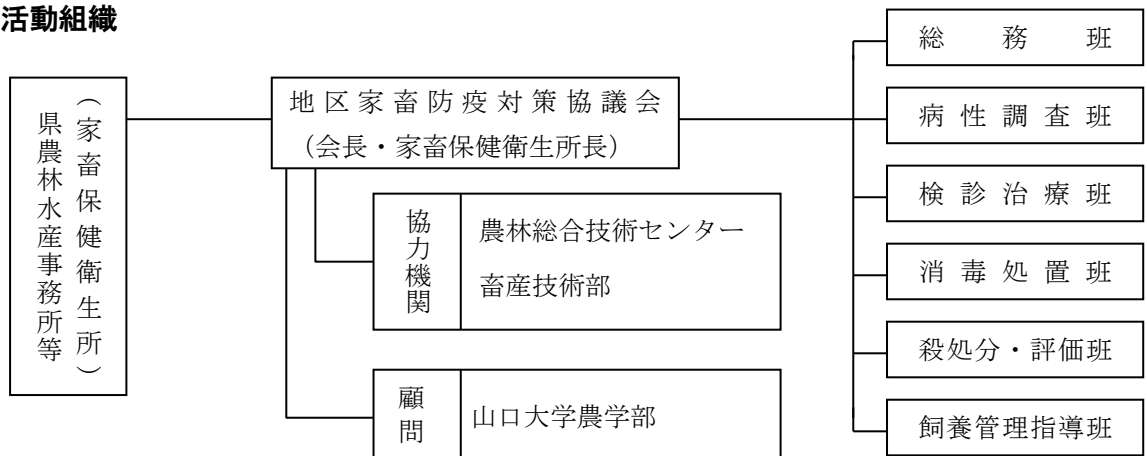 活動組織
県農林水産事務所等
（家畜保健衛生所）
地区家畜防疫対策協議会
（会長・家畜保健衛生所長）
協力機関
農林総合技術センター
畜産技術部
顧問
山口大学農学部
総務班
病性調査班
検診治療班
消毒処置班
殺処分・評価班
飼養管理指導班